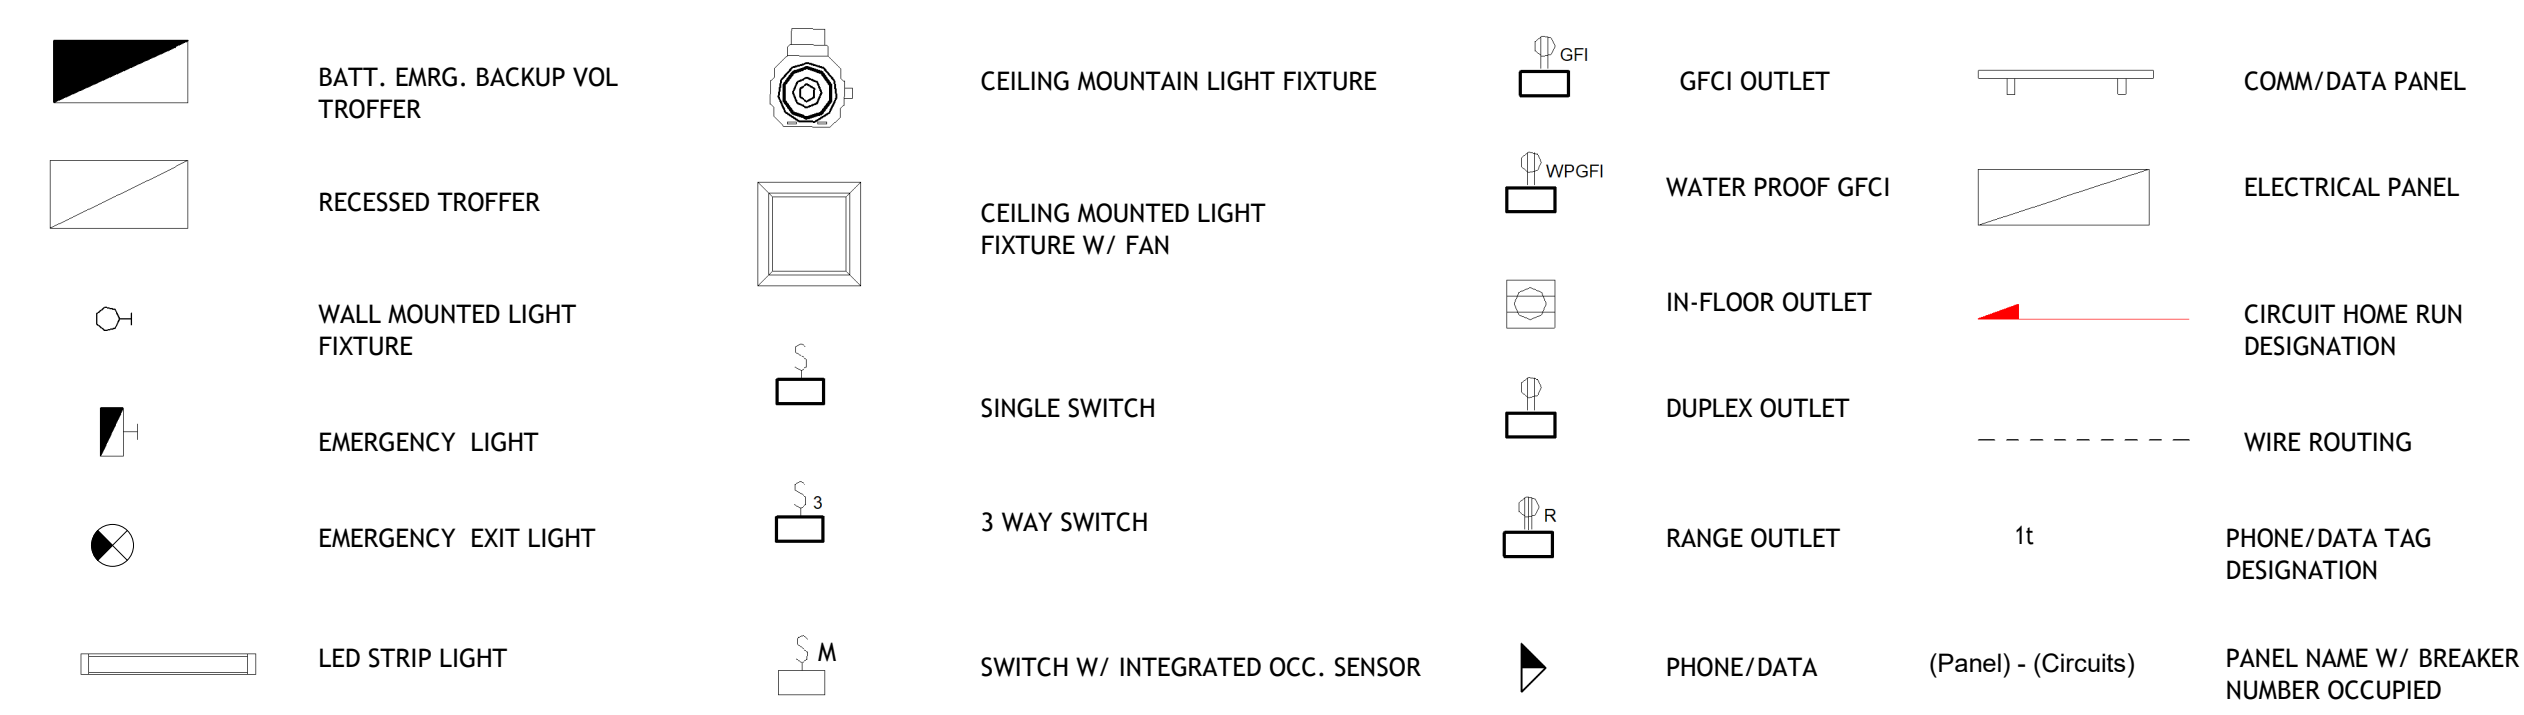 BATT. EMRG. BACKUP VOL
TROFFER
RECESSED TROFFER
WALL MOUNTED LIGHT
FIXTURE
EMERGENCY  LIGHT
EMERGENCY  EXIT LIGHT
LED STRIP LIGHT
CEILING MOUNTAIN LIGHT FIXTURE
CEILING MOUNTED LIGHT
FIXTURE W/ FAN
S
SINGLE SWITCH
S 3
3 WAY SWITCH
S M
SWITCH W/ INTEGRATED OCC. SENSOR
GFI
GFCI OUTLET
WPGFI
WATER PROOF GFCI
IN-FLOOR OUTLET
DUPLEX OUTLET
R
RANGE OUTLET
PHONE/DATA
COMM/DATA PANEL
ELECTRICAL PANEL
CIRCUIT HOME RUN
DESIGNATION
WIRE ROUTING
1t
PHONE/DATA TAG
DESIGNATION
(Panel) - (Circuits)
PANEL NAME W/ BREAKER
NUMBER OCCUPIED